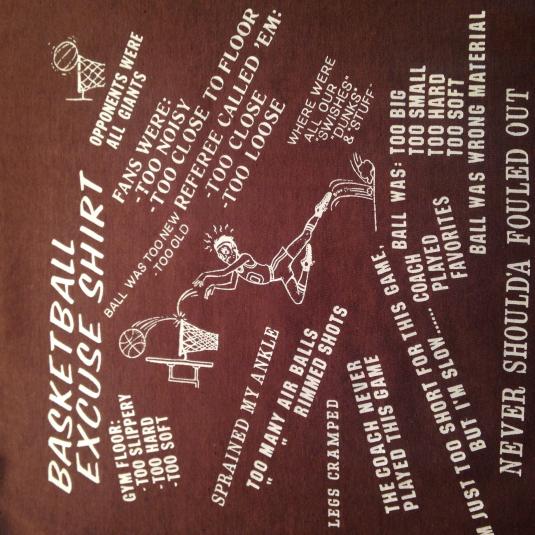 BASKETBALL
EXCUSE SHIRT
OPPONENTS WERE
ALL GIANTS
GYM FLOOR:
-TOO SLIPPERY
-TOO HARD
-TOO SOFT
BALL WAS TOO NEW
-TOO OLD
FANS WERE:
-TOO NOISY
-TOO CLOSE TO FLOOR
REFEREE CALLED 'EM:
-TOO CLOSE
-TOO LOOSE
WHERE WERE
ALL OUR
"SWISHES"
"DUNKS"
& "STUFF"
SPRAINED MY ANKLE
TOO MANY AIR BALLS
" " RIMMED SHOTS
LEGS CRAMPED
THE COACH NEVER
PLAYED THIS GAME
BALL WAS: TOO BIG
TOO SMALL
TOO HARD
TOO SOFT
BALL WAS WRONG MATERIAL
COACH
PLAYED
FAVORITES
M JUST TOO SHORT FOR THIS GAME,
BUT I'M SLOW.....
NEVER SHOULDA FOULED OUT